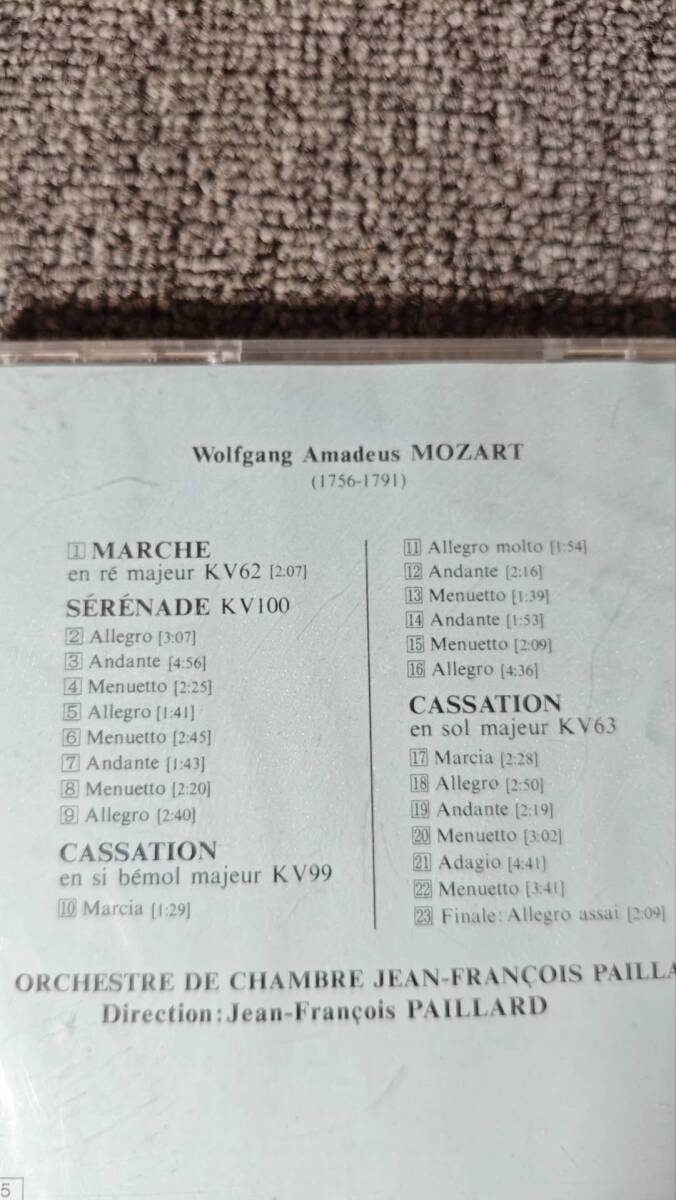 Wolfgang Amadeus MOZART
(1756-1791)
1 MARCHE
en ré majeur KV62 [2:07]
SÉRÉNADE KV100
2 Allegro [3:07]
3 Andante [4:56]
4 Menuetto [2:25]
5 Allegro [1:41]
6 Menuetto [2:45]
7 Andante [1:43]
8 Menuetto [2:20]
9 Allegro [2:40]
CASSATION
en si bémol majeur KV99
10 Marcia [1:29]
11 Allegro molto [1:54]
12 Andante [2:16]
13 Menuetto [1:39]
14 Andante [1:53]
15 Menuetto [2:09]
16 Allegro [4:36]
CASSATION
en sol majeur KV63
17 Marcia [2:28]
18 Allegro [2:50]
19 Andante [2:19]
20 Menuetto [3:02]
21 Adagio [4:41]
22 Menuetto [3:41]
23 Finale: Allegro assai [2:09]
ORCHESTRE DE CHAMBRE JEAN-FRANÇOIS PAILLA
Direction: Jean-François PAILLARD
5